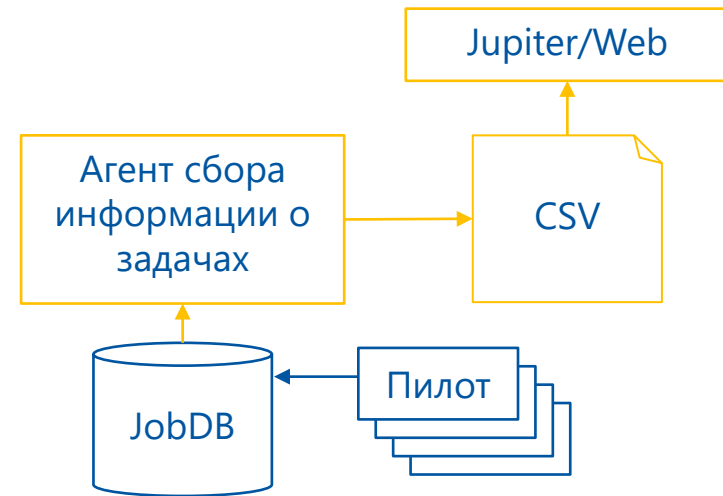 Jupiter/Web
Агент сбора
информации о
задачах
CSV
JobDB
Пилот